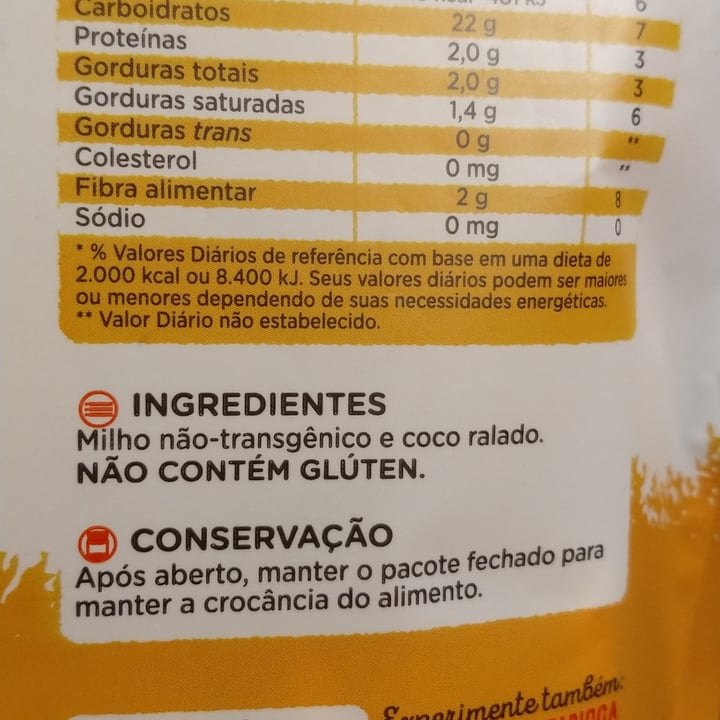 Carboidratos 22 g 7
Proteínas 2,0 g 3
Gorduras totais 2,0 g 3
Gorduras saturadas 1,4 g 6
Gorduras trans 0 g **
Colesterol 0 mg **
Fibra alimentar 2 g 8
Sódio 0 mg 0
* % Valores Diários de referência com base em uma dieta de
2.000 kcal ou 8.400 kJ. Seus valores diários podem ser maiores
ou menores dependendo de suas necessidades energéticas.
** Valor Diário não estabelecido.
INGREDIENTES
Milho não-transgênico e coco ralado.
NÃO CONTÉM GLÚTEN.
CONSERVAÇÃO
Após aberto, manter o pacote fechado para
manter a crocância do alimento.
Experimente também: